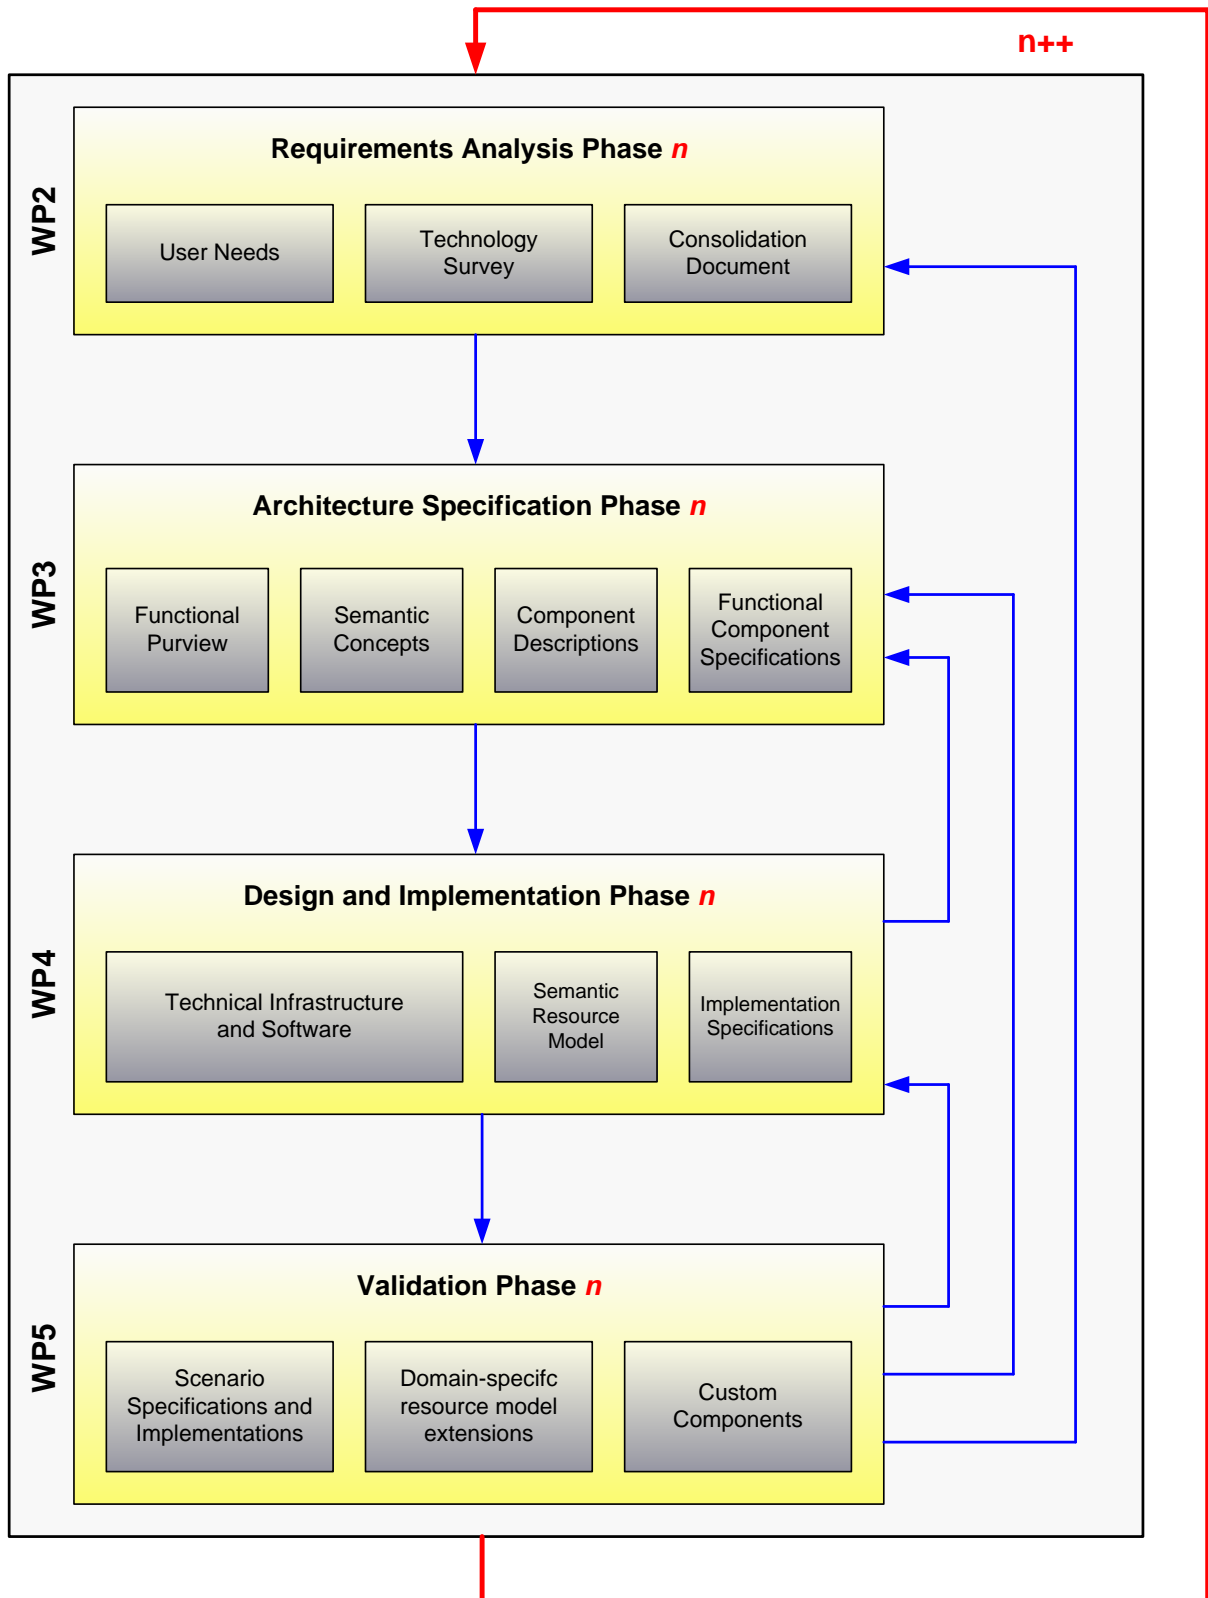 n++
WP2
Requirements Analysis Phase n
User Needs
Technology
Survey
Consolidation
Document
WP3
Architecture Specification Phase n
Functional
Purview
Semantic
Concepts
Component
Descriptions
Functional
Component
Specifications
WP4
Design and Implementation Phase n
Technical Infrastructure
and Software
Semantic
Resource
Model
Implementation
Specifications
WP5
Validation Phase n
Scenario
Specifications and
Implementations
Domain-specifc
resource model
extensions
Custom
Components